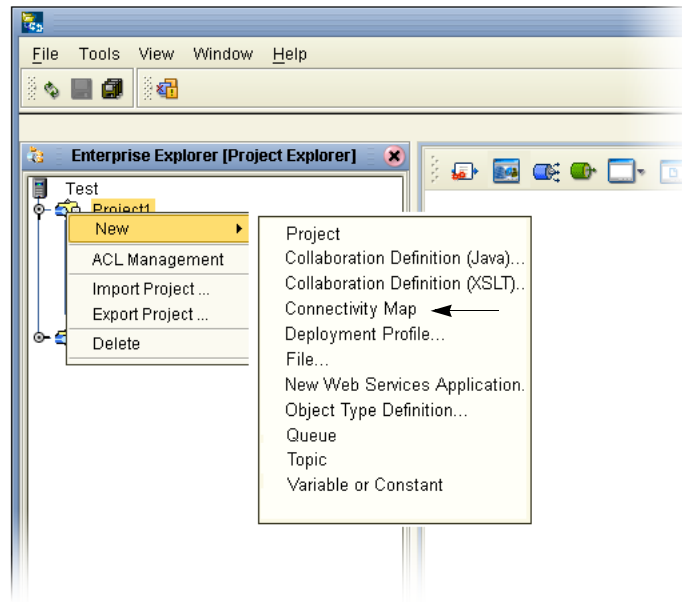 File Tools View Window Help
Enterprise Explorer [Project Explorer]
Test
Project1
New
ACL Management
Import Project ...
Export Project ...
Delete
Project
Collaboration Definition (Java)...
Collaboration Definition (XSLT)..
Connectivity Map
Deployment Profile...
File...
New Web Services Application.
Object Type Definition...
Queue
Topic
Variable or Constant